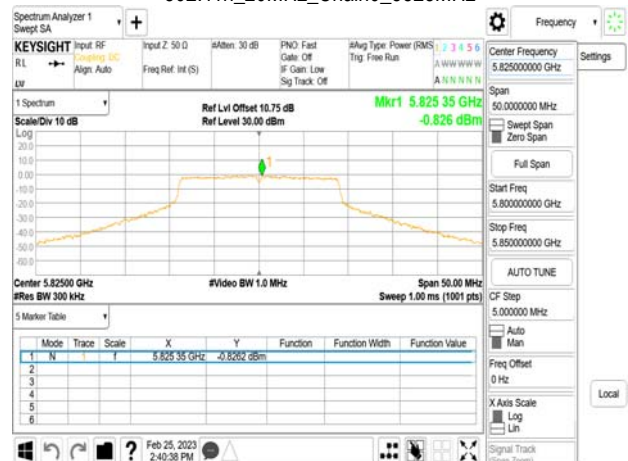 Spectrum Analyzer 1
Swept SA
+
Frequency
KEYSIGHT
RL
Input: RF
Coupling: DC
Align: Auto
Input Z: 50 Ω
Freq Ref: Int (S)
#Atten: 30 dB
PNO: Fast
Gate: Off
IF Gain: Low
Sig Track: Off
#Avg Type: Power (RMS)
Trig: Free Run
1 2 3 4 5 6
A W W W W W
A N N N N N
Center Frequency
5.825000000 GHz
Settings
Span
50.0000000 MHz
Swept Span
Zero Span
Full Span
Start Freq
5.800000000 GHz
Stop Freq
5.850000000 GHz
AUTO TUNE
CF Step
5.000000 MHz
Auto
Man
Freq Offset
0 Hz
X Axis Scale
Log
Lin
Signal Track
Local
1 Spectrum
Scale/Div 10 dB
Ref Lvl Offset 10.75 dB
Ref Level 30.00 dBm
Mkr1 5.825 35 GHz
-0.826 dBm
Log
20.0
10.0
0.00
-10.0
-20.0
-30.0
-40.0
-50.0
-60.0
1
Center 5.82500 GHz
#Video BW 1.0 MHz
Span 50.00 MHz
#Res BW 300 kHz
Sweep 1.00 ms (1001 pts)
5 Marker Table
Mode Trace Scale X Y Function Function Width Function Value
1 N 1 f 5.825 35 GHz -0.8262 dBm
2
3
4
5
6
?
Feb 25, 2023
2:40:38 PM